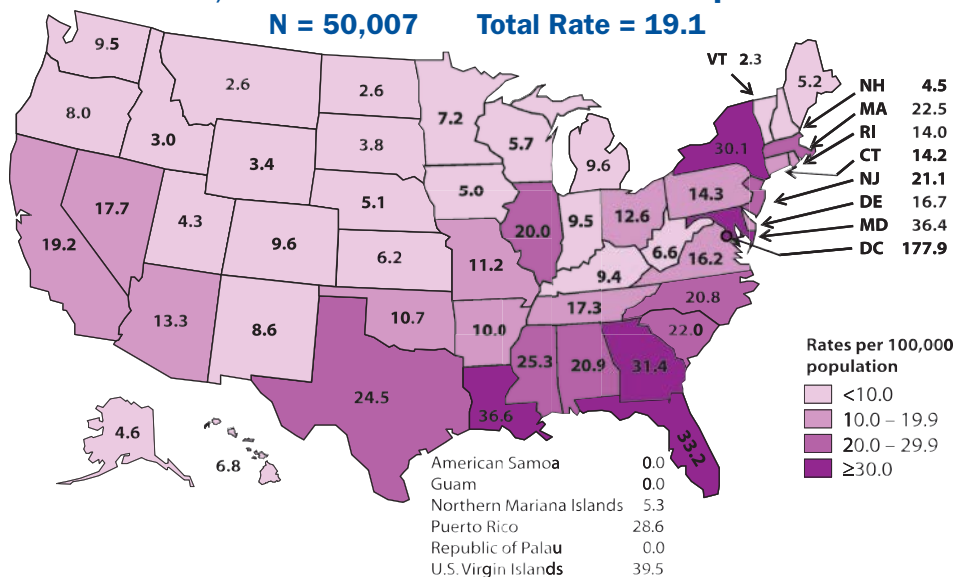 N = 50,007 Total Rate = 19.1
9.5
8.0
3.0
2.6
2.6
7.2
3.8
3.4
5.7
9.6
5.0
5.1
17.7
4.3
9.6
6.2
19.2
20.0
9.5
12.6
14.3
30.1
VT 2.3
5.2
NH 4.5
MA 22.5
RI 14.0
CT 14.2
NJ 21.1
DE 16.7
MD 36.4
DC 177.9
6.6
16.2
11.2
9.4
17.3
20.8
22.0
13.3
8.6
10.7
10.0
24.5
25.3
20.9
31.4
36.6
33.2
4.6
6.8
Rates per 100,000
population
<10.0
10.0 – 19.9
20.0 – 29.9
≥30.0
American Samoa 0.0
Guam 0.0
Northern Mariana Islands 5.3
Puerto Rico 28.6
Republic of Palau 0.0
U.S. Virgin Islands 39.5